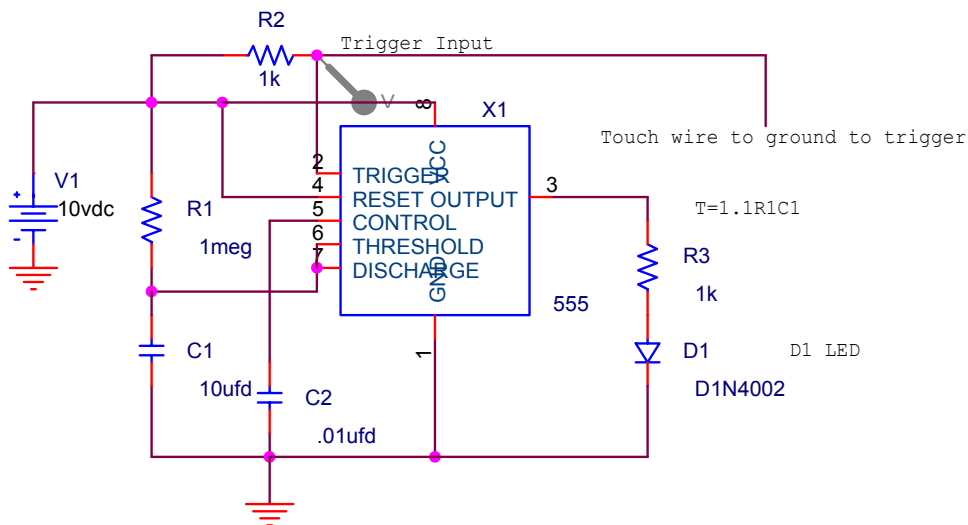 R2
Trigger Input
1k
V
8
X1
VCC
Touch wire to ground to trigger
2
TRIGGER
V1
10vdc
4
RESET OUTPUT
3
R1
5
CONTROL
T=1.1R1C1
1meg
6
THRESHOLD
7
DISCHARGE
GND
R3
1k
555
1
C1
D1
D1 LED
10ufd
C2
D1N4002
.01ufd